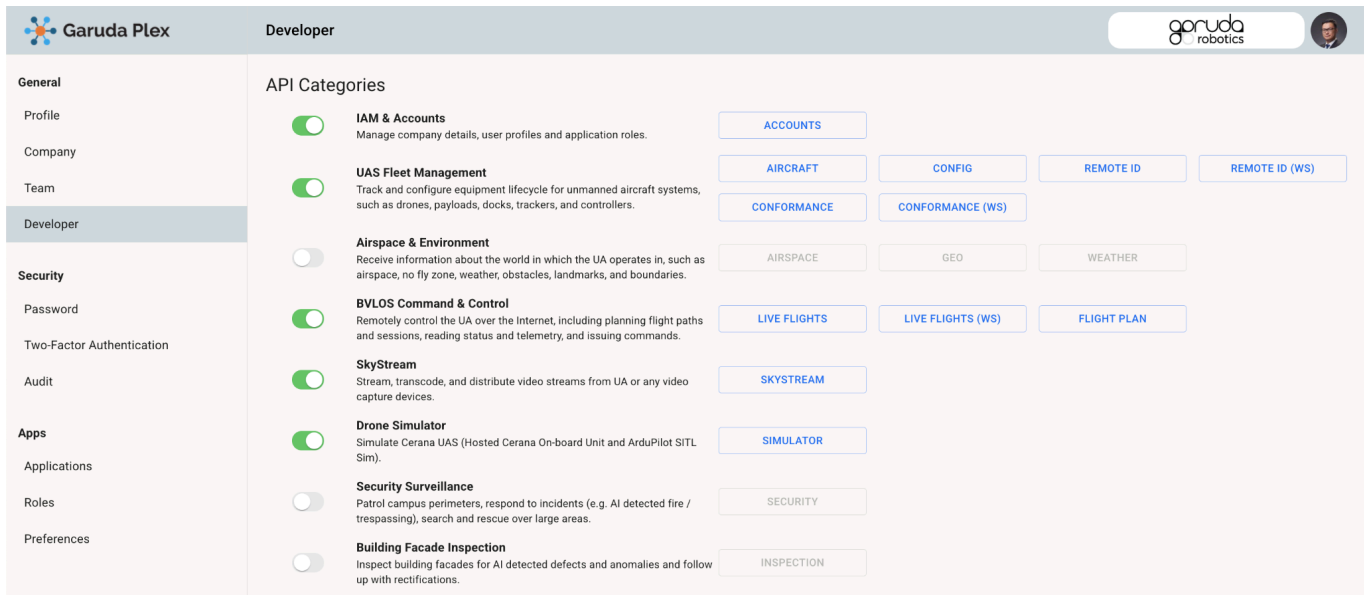 Garuda Plex
Developer
garuda
robotics
General
Profile
Company
Team
Developer
Security
Password
Two-Factor Authentication
Audit
Apps
Applications
Roles
Preferences
API Categories
IAM & Accounts
Manage company details, user profiles and application roles.
ACCOUNTS
UAS Fleet Management
Track and configure equipment lifecycle for unmanned aircraft systems,
such as drones, payloads, docks, trackers, and controllers.
AIRCRAFT
CONFIG
REMOTE ID
REMOTE ID (WS)
CONFORMANCE
CONFORMANCE (WS)
Airspace & Environment
Receive information about the world in which the UA operates in, such as
airspace, no fly zone, weather, obstacles, landmarks, and boundaries.
AIRSPACE
GEO
WEATHER
BVLOS Command & Control
Remotely control the UA over the Internet, including planning flight paths
and sessions, reading status and telemetry, and issuing commands.
LIVE FLIGHTS
LIVE FLIGHTS (WS)
FLIGHT PLAN
SkyStream
Stream, transcode, and distribute video streams from UA or any video
capture devices.
SKYSTREAM
Drone Simulator
Simulate Cerana UAS (Hosted Cerana On-board Unit and ArduPilot SITL
Sim).
SIMULATOR
Security Surveillance
Patrol campus perimeters, respond to incidents (e.g. AI detected fire /
trespassing), search and rescue over large areas.
SECURITY
Building Facade Inspection
Inspect building facades for AI detected defects and anomalies and follow
up with rectifications.
INSPECTION